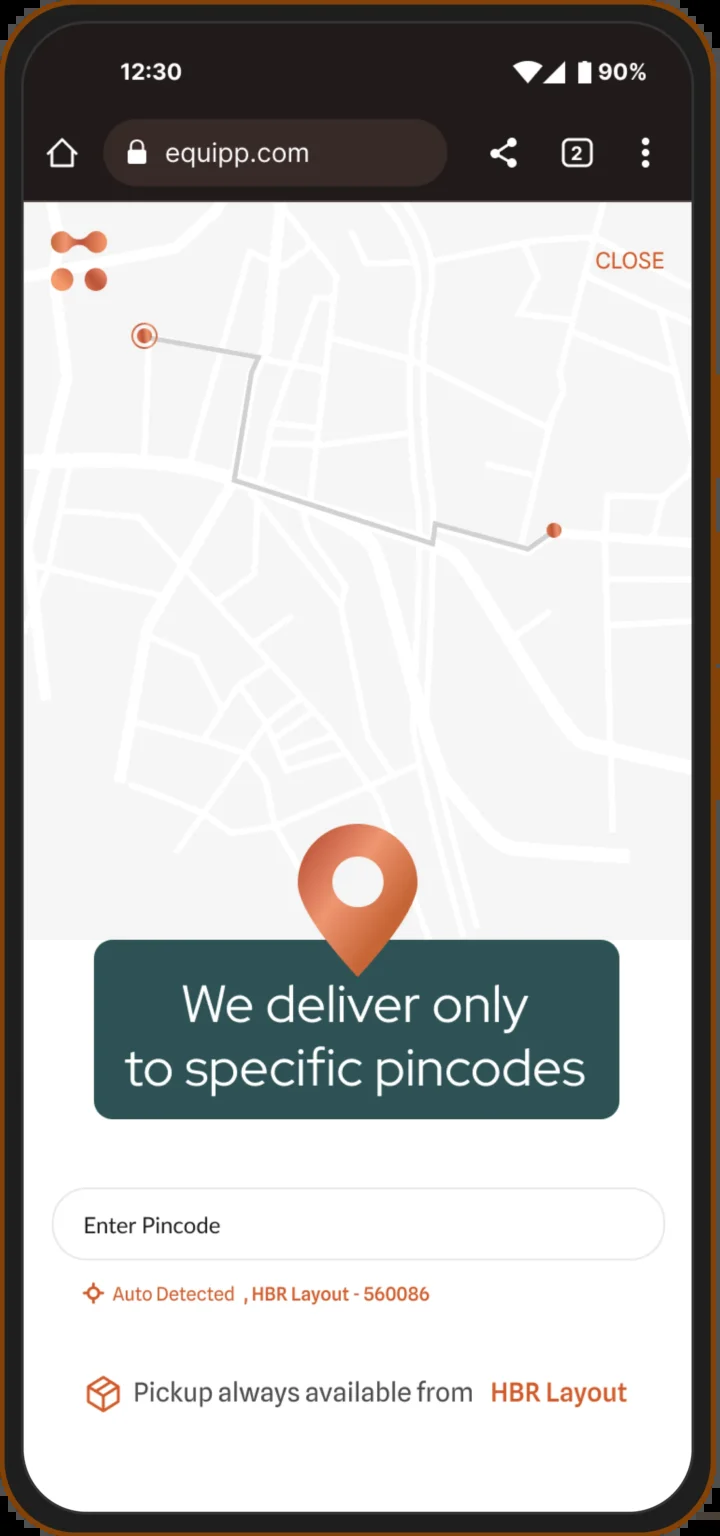 12:30
90%
equipp.com
2
CLOSE
We deliver only
to specific pincodes
Enter Pincode
Auto Detected , HBR Layout - 560086
Pickup always available from HBR Layout